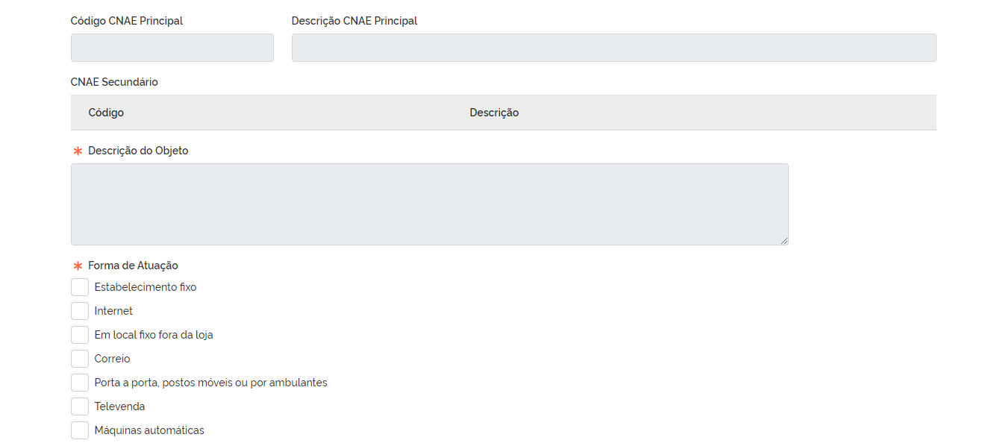 Código CNAE Principal Descrição CNAE Principal
CNAE Secundário
Código Descrição
* Descrição do Objeto
* Forma de Atuação
Estabelecimento fixo
Internet
Em local fixo fora da loja
Correio
Porta a porta, postos móveis ou por ambulantes
Televenda
Máquinas automáticas